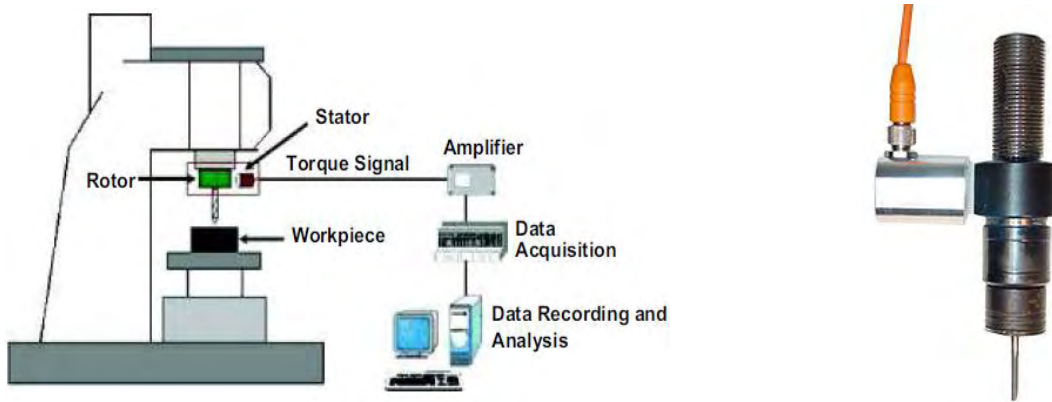 Stator
Amplifier
Torque Signal
Rotor
Workpiece
Data
Acquisition
Data Recording and
Analysis